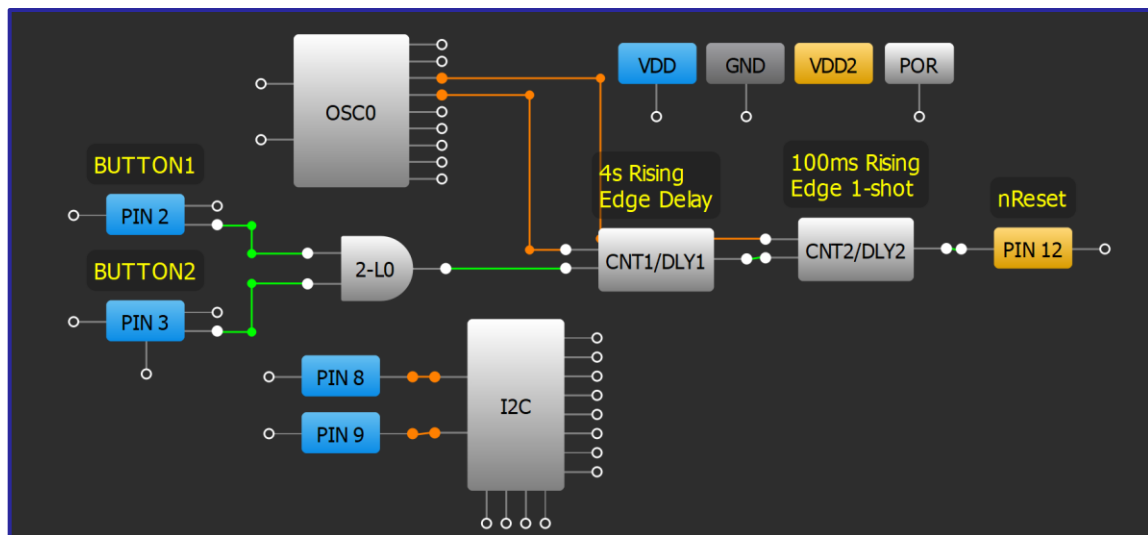 OSC0
VDD
GND
VDD2
POR
BUTTON1
PIN 2
BUTTON2
PIN 3
2-L0
4s Rising
Edge Delay
CNT1/DLY1
100ms Rising
Edge 1-shot
CNT2/DLY2
nReset
PIN 12
PIN 8
PIN 9
I2C